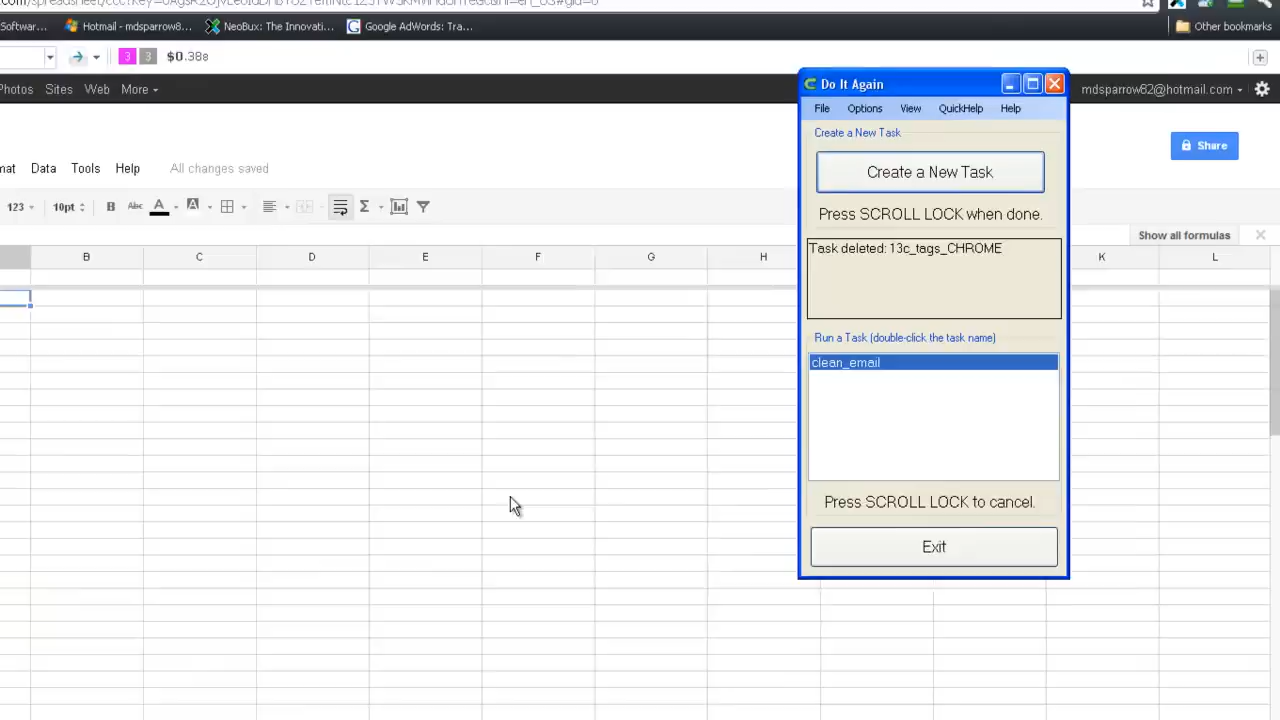 Softwar...
Hotmail - mdsparrow8...
NeoBux: The Innovati...
Google AdWords: Tra...
Other bookmarks
3
3
$0.38
Photos
Sites
Web
More
mdsparrow62@hotmail.com
Share
Data
Tools
Help
All changes saved
123
10pt
B
Abc
A
A
Σ
Show all formulas
B
C
D
E
F
G
H
K
L
Do It Again
File
Options
View
QuickHelp
Help
Create a New Task
Create a New Task
Press SCROLL LOCK when done.
Task deleted: 13c_tags_CHROME
Run a Task (double-click the task name)
clean_email
Press SCROLL LOCK to cancel.
Exit